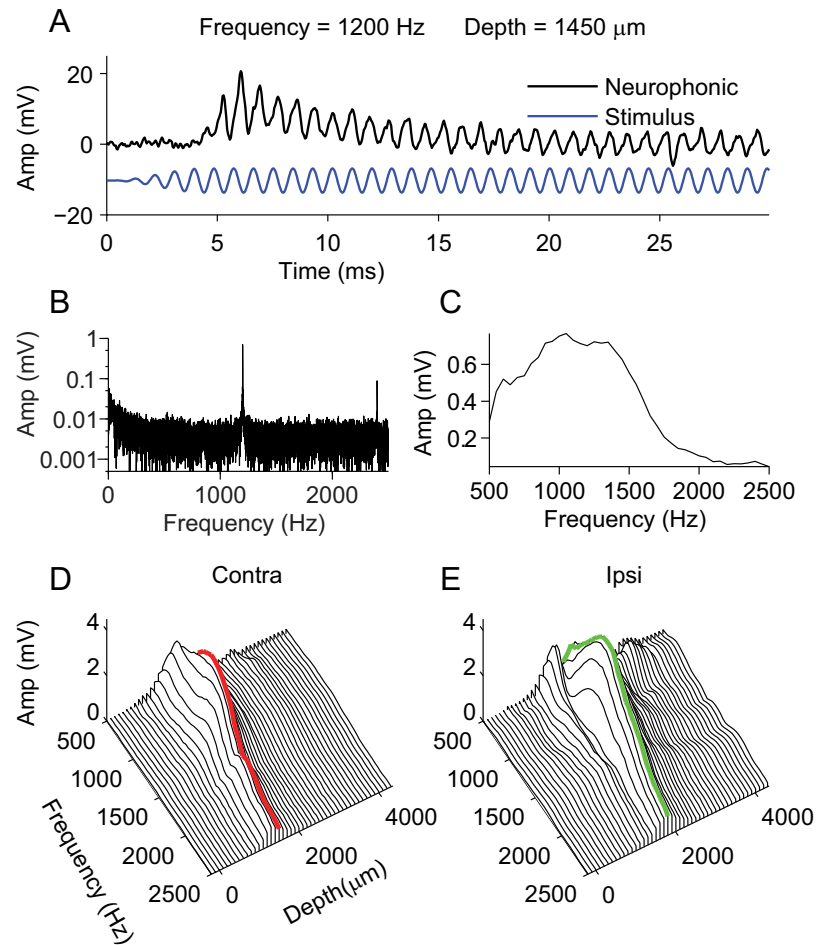 A
Frequency = 1200 Hz Depth = 1450 μm
Amp (mV)
20
0
−20
Neurophonic
Stimulus
0 5 10 15 20 25
Time (ms)
B
Amp (mV)
1
0.1
0.01
0.001
0 1000 2000
Frequency (Hz)
C
Amp (mV)
0.6
0.4
0.2
500 1000 1500 2000 2500
Frequency (Hz)
D
Contra
Amp (mV)
4
2
0
500
1000
1500
2000
2500
Frequency (Hz)
0
2000
4000
Depth(μm)
E
Ipsi
4
2
0
500
1000
1500
2000
2500
0
2000
4000